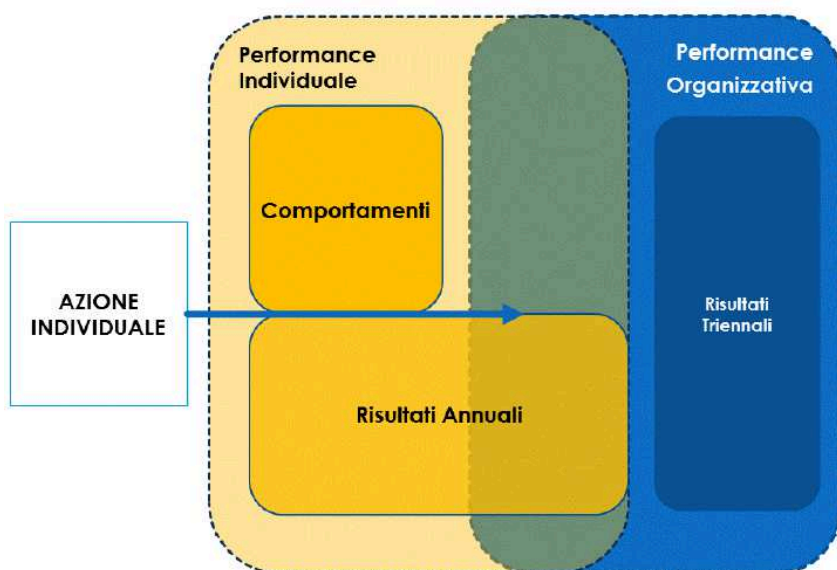 Performance
Individuale
Performance
Organizzativa
Comportamenti
AZIONE
INDIVIDUALE
Risultati
Triennali
Risultati Annuali